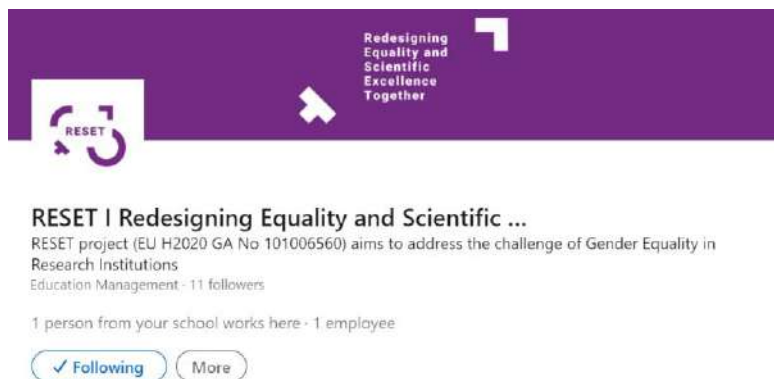 Redesigning
Equality and
Scientific
Excellence
Together
RESET
RESET I Redesigning Equality and Scientific ...
RESET project (EU H2020 GA No 101006560) aims to address the challenge of Gender Equality in
Research Institutions
Education Management · 11 followers
1 person from your school works here · 1 employee
✓ Following
More